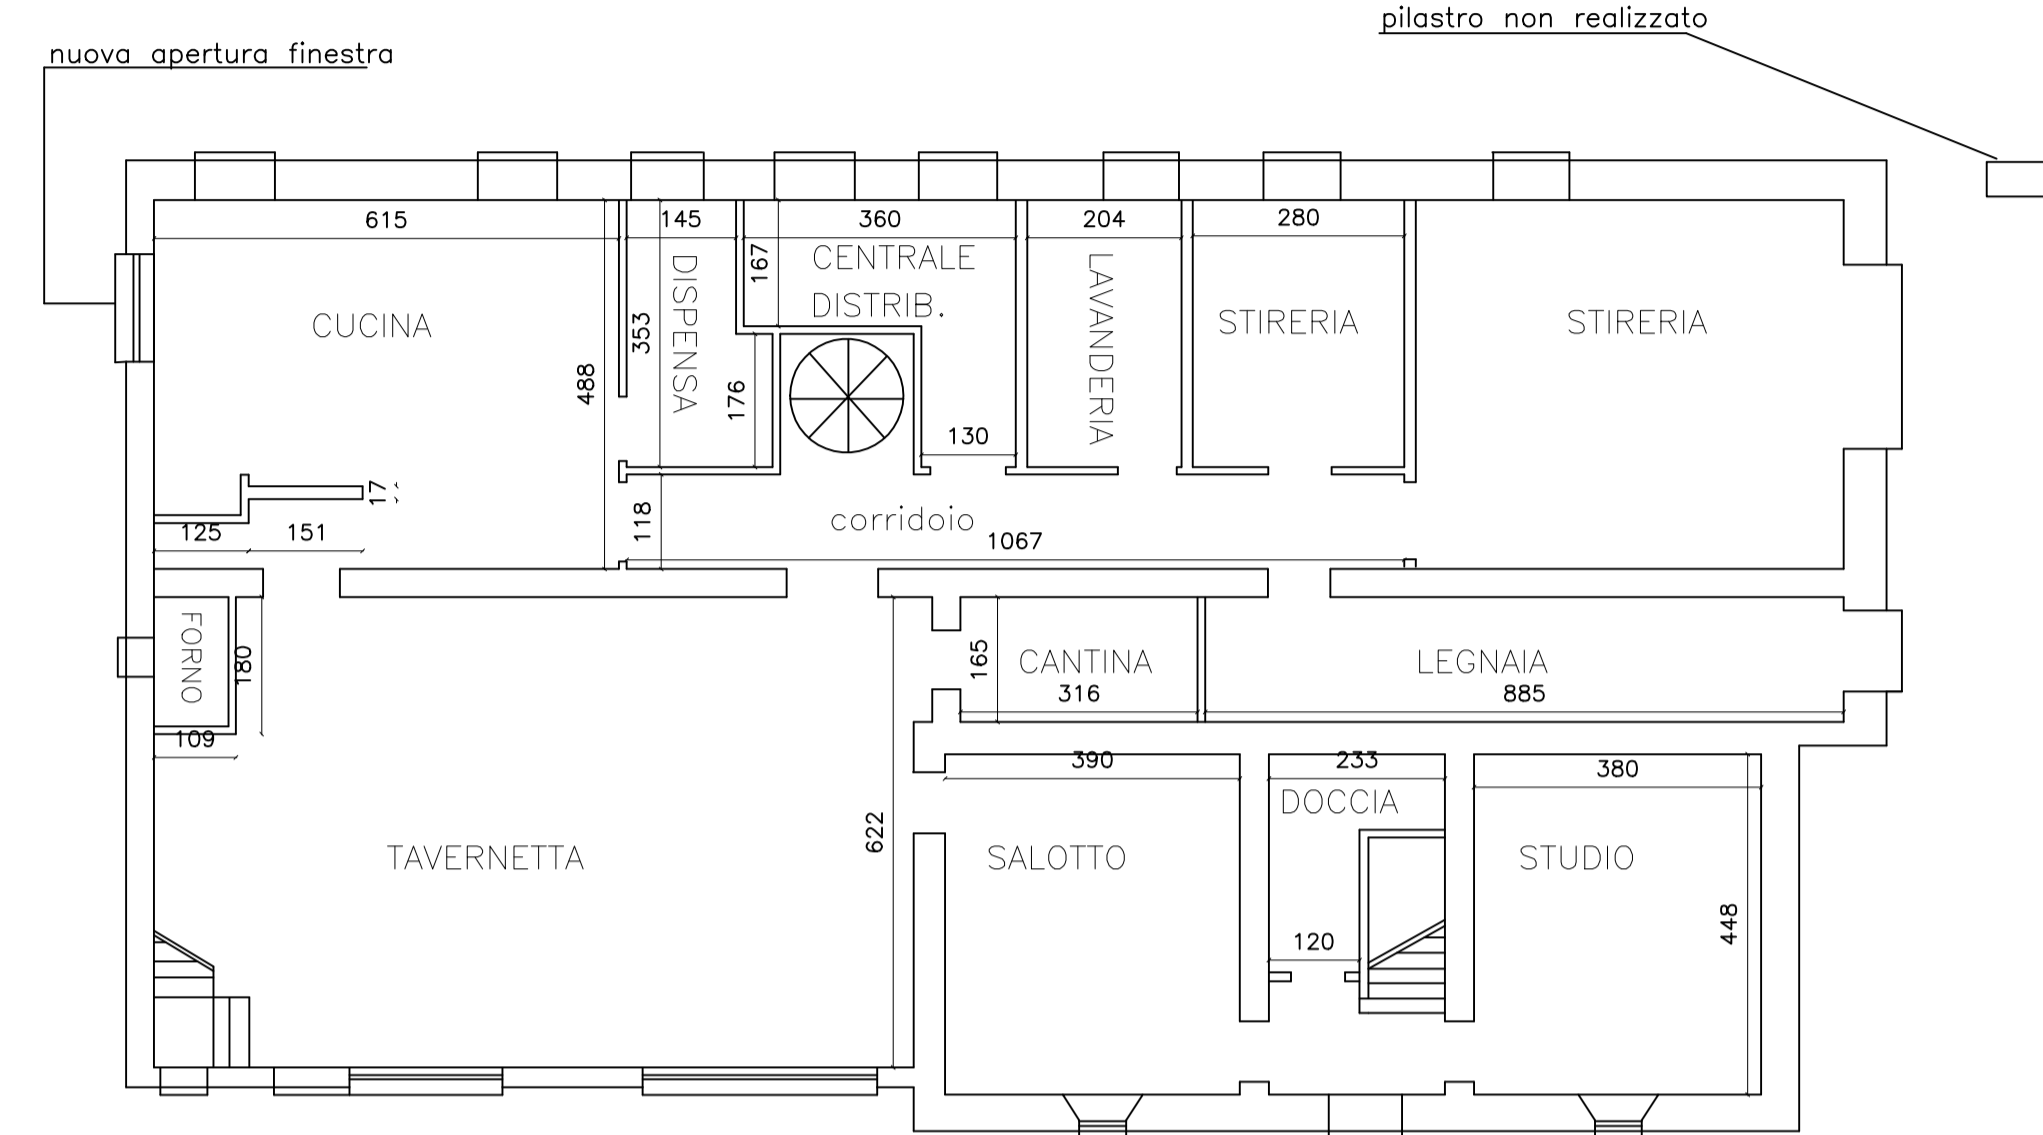 pilastro non realizzato
nuova apertura finestra
615
145
360
204
280
167
CENTRALE
DISTRIB.
DISPENSA
LAVANDERIA
CUCINA
353
STIRERIA
STIRERIA
488
176
130
17
125
151
118
corridoio
1067
FORNO
180
165
CANTINA
316
LEGNAIA
885
109
390
233
380
DOCCIA
622
TAVERNETTA
SALOTTO
STUDIO
448
120